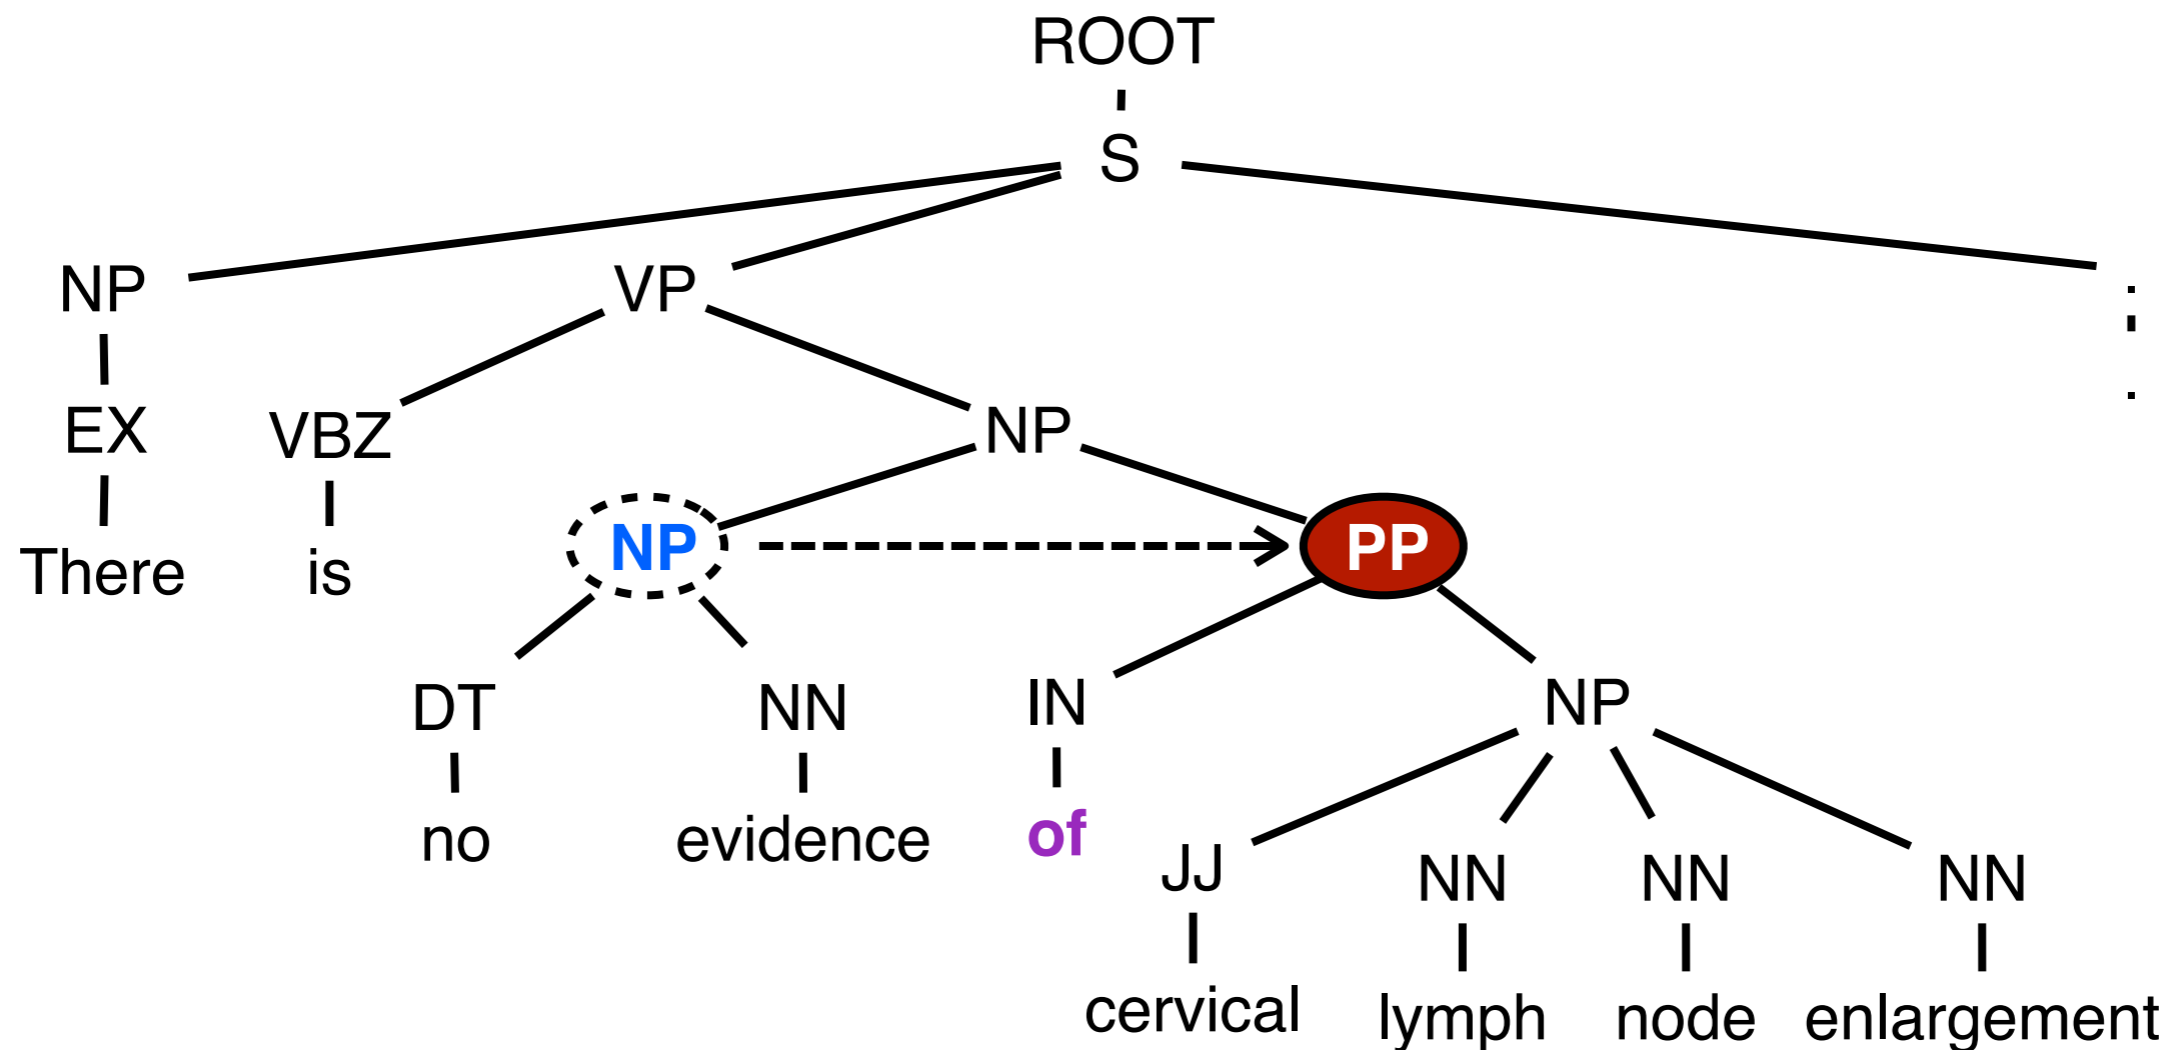 ROOT
S
NP VP .
EX VBZ NP .
There is NP PP
DT NN IN NP
no evidence of
JJ NN NN NN
cervical lymph node enlargement